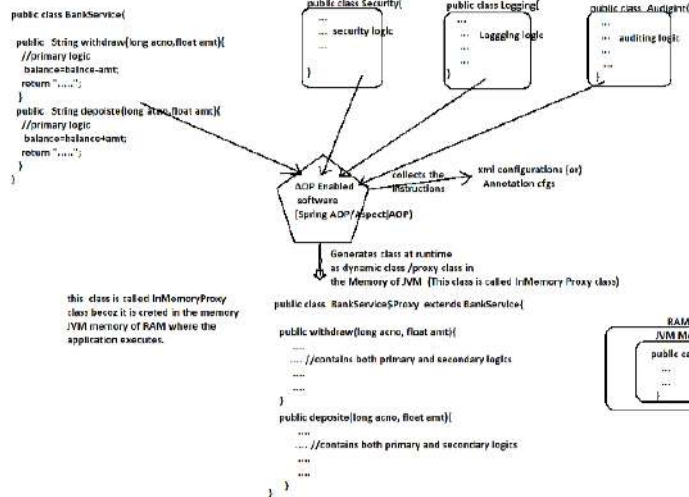 public class BankService{
public String withdraw(long acno,float amt){
//primary logic
balance=balnce-amt;
return ".....";
}
public String depoiste(long acno,float amt){
//primary logic
balance=balance+amt;
return ".....";
}
}
public class Security{
...
... security logic
...
}
public class Logging{
...
... Loggging logic
...
...
}
public class Audigint{
...
... auditing logic
...
...
}
AOP Enabled
software
(Spring AOP/AspectJAOP)
collects the
instructions
xml configurations (or)
Annotation cfgs
Generates class at runtime
as dynamic class /proxy class in
the Memory of JVM (This class is called InMemory Proxy class)
this class is called InMemoryProxy
class becoz it is creted in the memory
JVM memory of RAM where the
application executes.
public class BankService$Proxy extends BankService{
public withdraw(long acno, float amt){
....
.... //contains both primary and secondary logics
....
....
}
public deposite(long acno, float amt){
....
.... //contains both primary and secondary logics
....
....
}
}
RAM
JVM
public
...
...
}